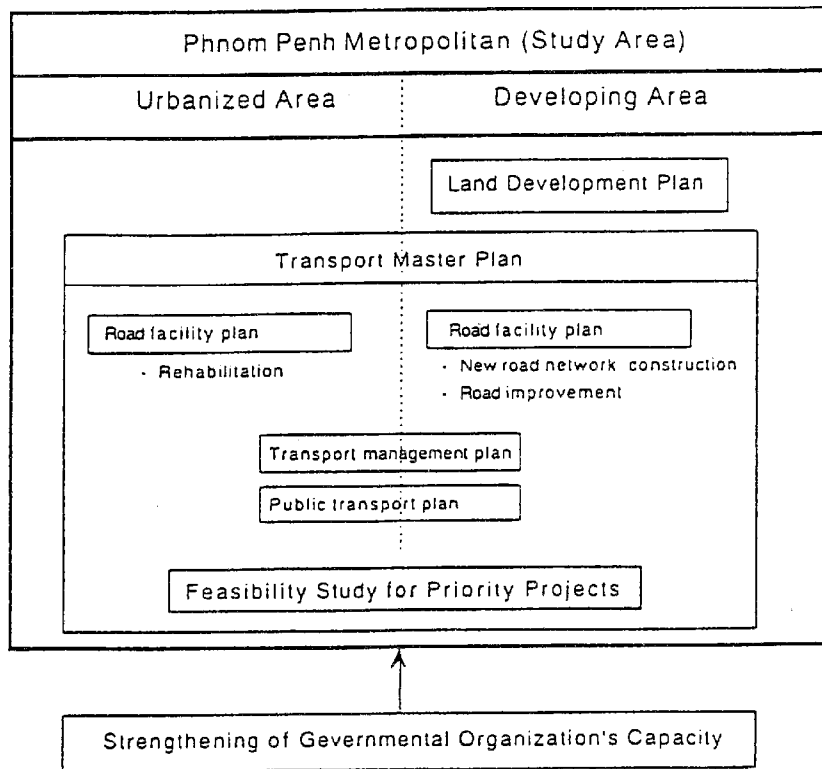 Phnom Penh Metropolitan (Study Area)
Urbanized Area
Developing Area
Land Development Plan
Transport Master Plan
Road facility plan
- Rehabilitation
Road facility plan
- New road network construction
- Road improvement
Transport management plan
Public transport plan
Feasibility Study for Priority Projects
Strengthening of Gevernmental Organization's Capacity